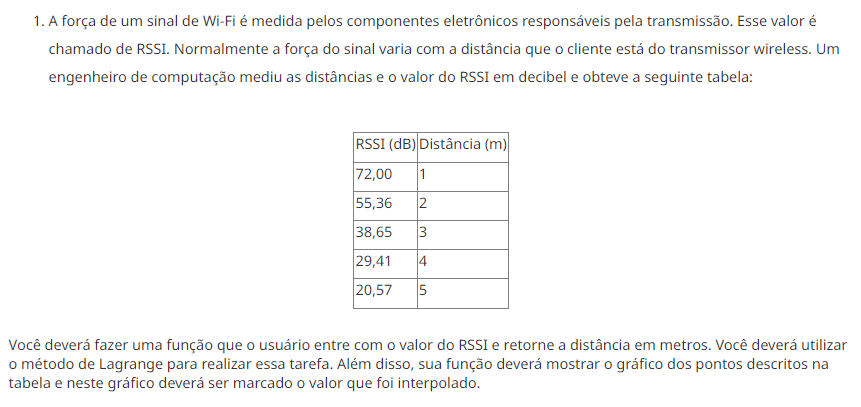 1. A força de um sinal de Wi-Fi é medida pelos componentes eletrônicos responsáveis pela transmissão. Esse valor é
chamado de RSSI. Normalmente a força do sinal varia com a distância que o cliente está do transmissor wireless. Um
engenheiro de computação mediu as distâncias e o valor do RSSI em decibel e obteve a seguinte tabela:
RSSI (dB) Distância (m)
72,00 1
55,36 2
38,65 3
29,41 4
20,57 5
Você deverá fazer uma função que o usuário entre com o valor do RSSI e retorne a distância em metros. Você deverá utilizar
o método de Lagrange para realizar essa tarefa. Além disso, sua função deverá mostrar o gráfico dos pontos descritos na
tabela e neste gráfico deverá ser marcado o valor que foi interpolado.